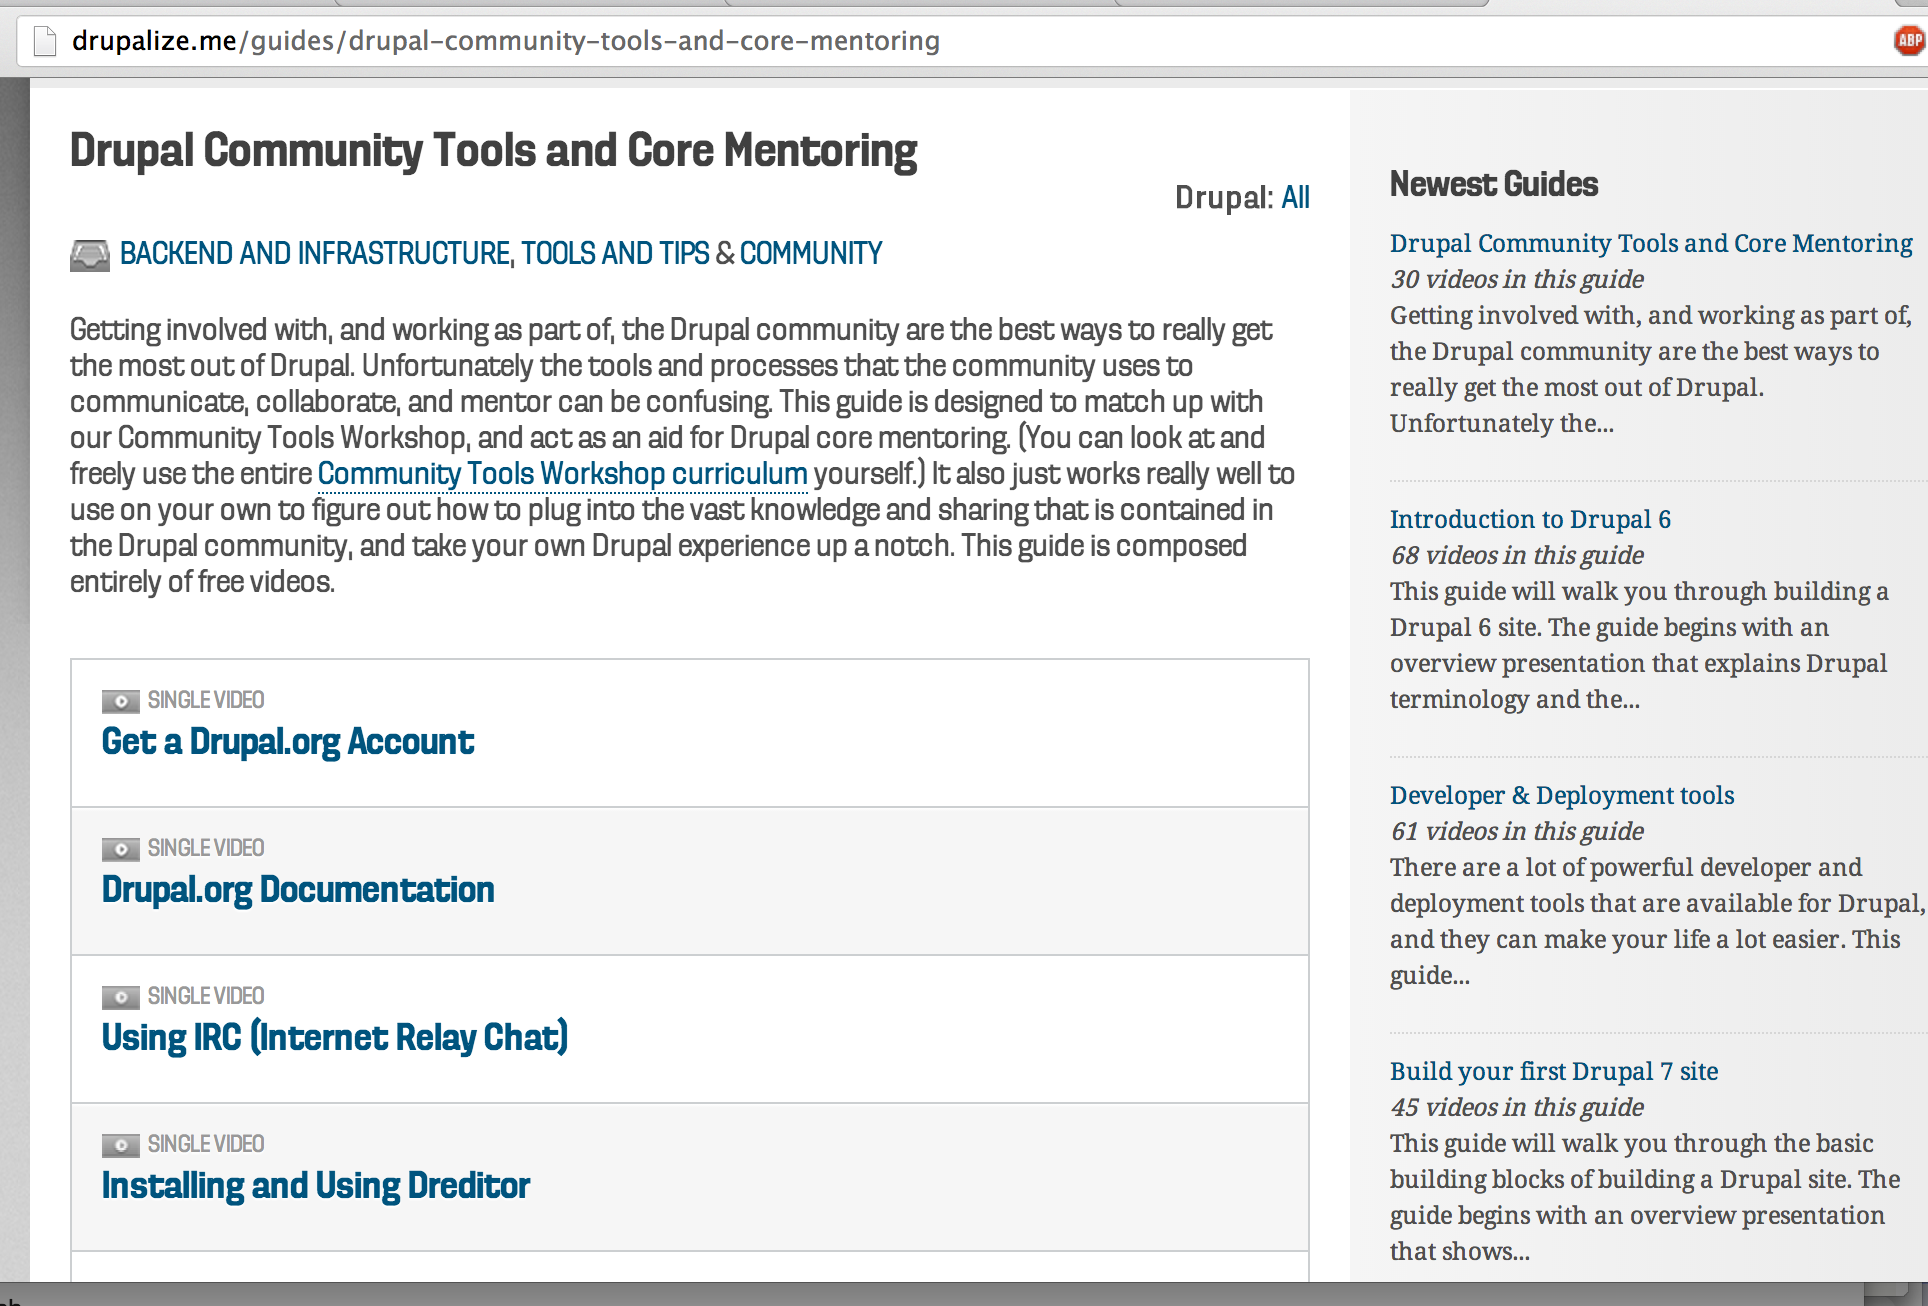 drupalize.me/guides/drupal-community-tools-and-core-mentoring
ABP
Drupal Community Tools and Core Mentoring
Drupal: All
BACKEND AND INFRASTRUCTURE, TOOLS AND TIPS & COMMUNITY
Getting involved with, and working as part of, the Drupal community are the best ways to really get
the most out of Drupal. Unfortunately the tools and processes that the community uses to
communicate, collaborate, and mentor can be confusing. This guide is designed to match up with
our Community Tools Workshop, and act as an aid for Drupal core mentoring. (You can look at and
freely use the entire Community Tools Workshop curriculum yourself.) It also just works really well to
use on your own to figure out how to plug into the vast knowledge and sharing that is contained in
the Drupal community, and take your own Drupal experience up a notch. This guide is composed
entirely of free videos.
SINGLE VIDEO
Get a Drupal.org Account
SINGLE VIDEO
Drupal.org Documentation
SINGLE VIDEO
Using IRC (Internet Relay Chat)
SINGLE VIDEO
Installing and Using Dreditor
Newest Guides
Drupal Community Tools and Core Mentoring
30 videos in this guide
Getting involved with, and working as part of,
the Drupal community are the best ways to
really get the most out of Drupal.
Unfortunately the...
Introduction to Drupal 6
68 videos in this guide
This guide will walk you through building a
Drupal 6 site. The guide begins with an
overview presentation that explains Drupal
terminology and the...
Developer & Deployment tools
61 videos in this guide
There are a lot of powerful developer and
deployment tools that are available for Drupal,
and they can make your life a lot easier. This
guide...
Build your first Drupal 7 site
45 videos in this guide
This guide will walk you through the basic
building blocks of building a Drupal site. The
guide begins with an overview presentation
that shows...